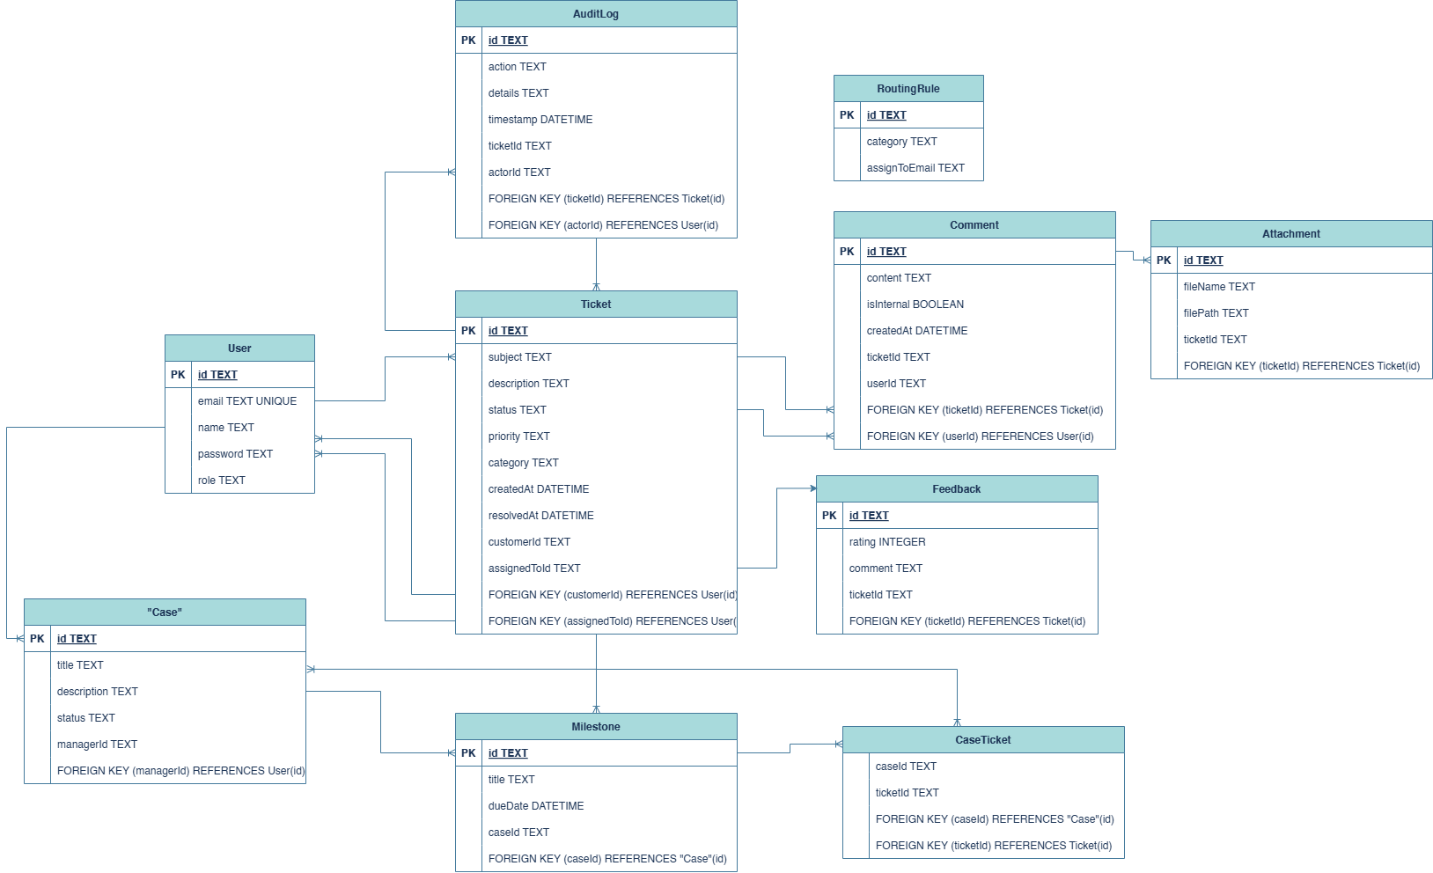 AuditLog
PK id TEXT
action TEXT
details TEXT
timestamp DATETIME
ticketId TEXT
actorId TEXT
FOREIGN KEY (ticketId) REFERENCES Ticket(id)
FOREIGN KEY (actorId) REFERENCES User(id)
RoutingRule
PK id TEXT
category TEXT
assignToEmail TEXT
Comment
PK id TEXT
content TEXT
isInternal BOOLEAN
createdAt DATETIME
ticketId TEXT
userId TEXT
FOREIGN KEY (ticketId) REFERENCES Ticket(id)
FOREIGN KEY (userId) REFERENCES User(id)
Attachment
PK id TEXT
fileName TEXT
filePath TEXT
ticketId TEXT
FOREIGN KEY (ticketId) REFERENCES Ticket(id)
Ticket
PK id TEXT
subject TEXT
description TEXT
status TEXT
priority TEXT
category TEXT
createdAt DATETIME
resolvedAt DATETIME
customerId TEXT
assignedToId TEXT
FOREIGN KEY (customerId) REFERENCES User(id)
FOREIGN KEY (assignedToId) REFERENCES User(
User
PK id TEXT
email TEXT UNIQUE
name TEXT
password TEXT
role TEXT
Feedback
PK id TEXT
rating INTEGER
comment TEXT
ticketId TEXT
FOREIGN KEY (ticketId) REFERENCES Ticket(id)
"Case"
PK id TEXT
title TEXT
description TEXT
status TEXT
managerId TEXT
FOREIGN KEY (managerId) REFERENCES User(id)
Milestone
PK id TEXT
title TEXT
dueDate DATETIME
caseId TEXT
FOREIGN KEY (caseId) REFERENCES "Case"(id)
CaseTicket
caseId TEXT
ticketId TEXT
FOREIGN KEY (caseId) REFERENCES "Case"(id)
FOREIGN KEY (ticketId) REFERENCES Ticket(id)